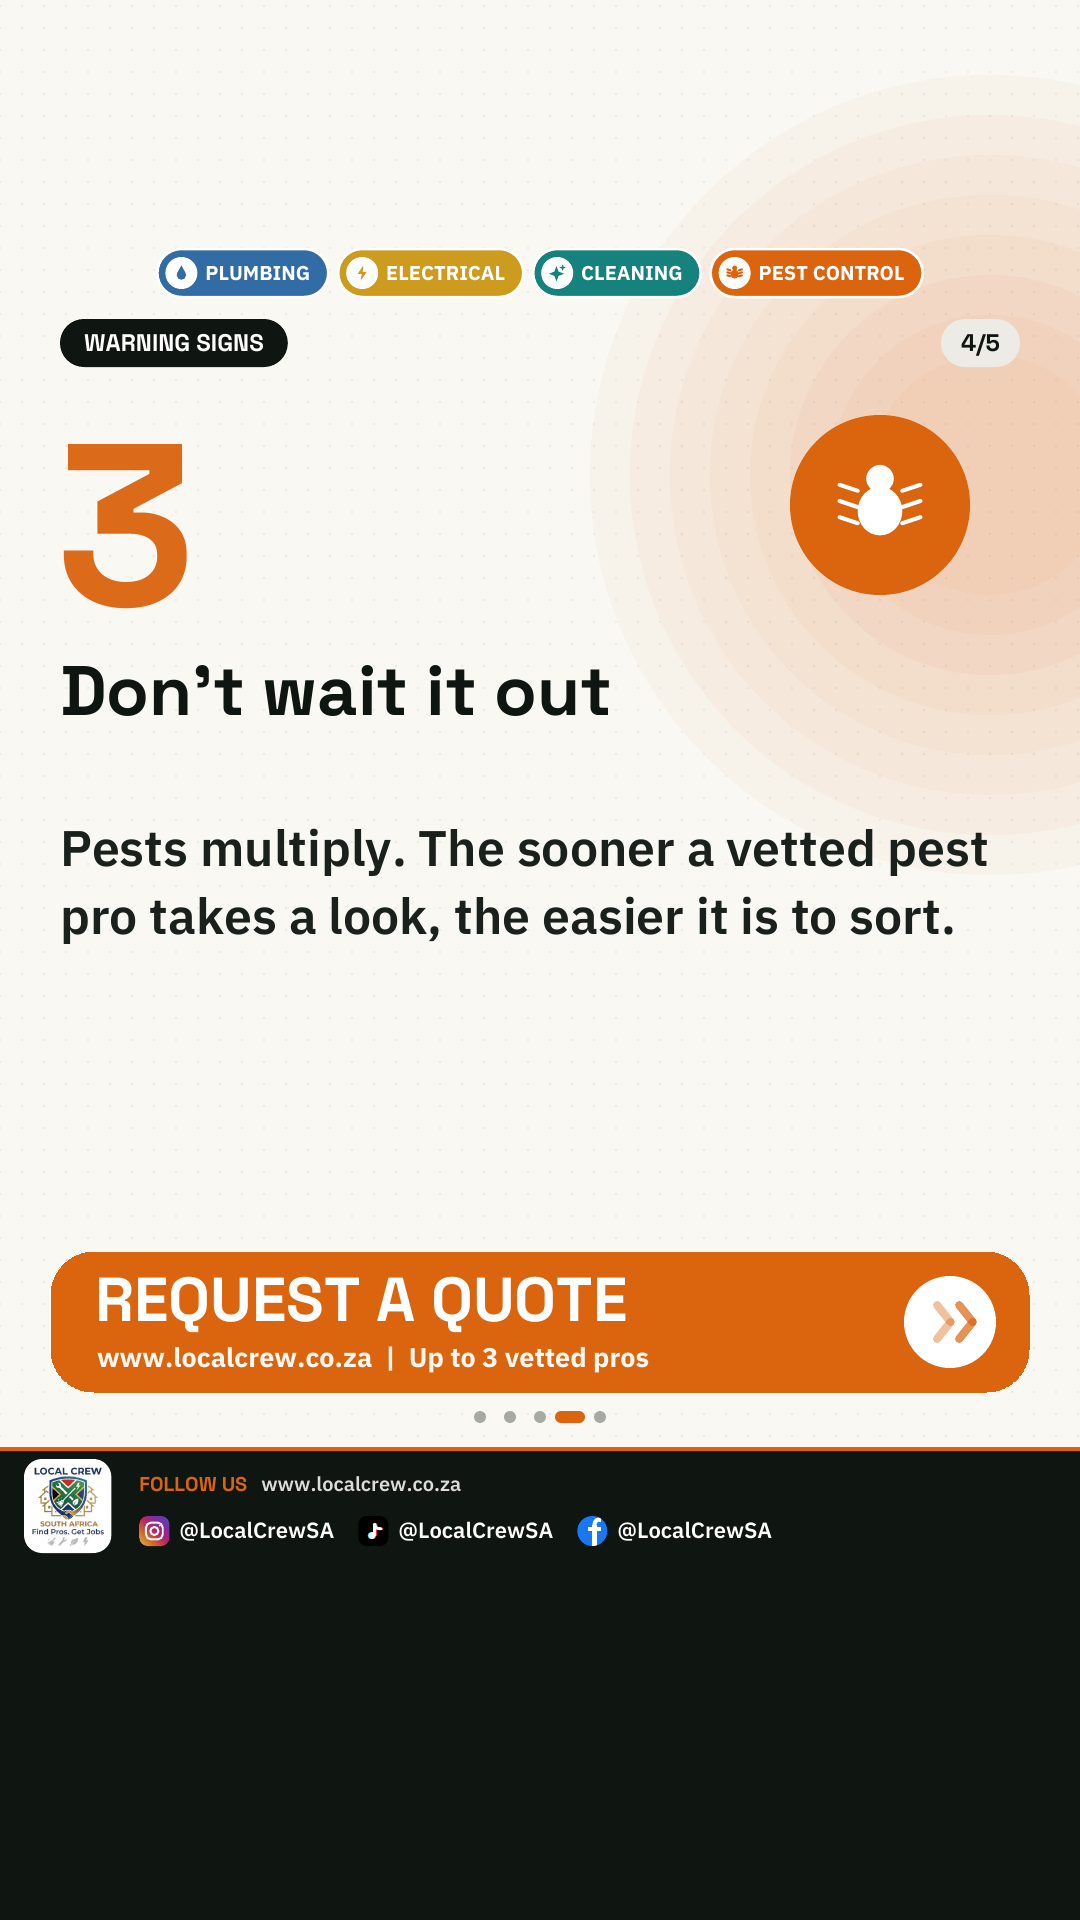 PLUMBING
ELECTRICAL
CLEANING
PEST CONTROL
WARNING SIGNS
4/5
3
Don’t wait it out
Pests multiply. The sooner a vetted pest
pro takes a look, the easier it is to sort.
REQUEST A QUOTE
www.localcrew.co.za | Up to 3 vetted pros
LOCAL CREW
SOUTH AFRICA
Find Pros. Get Jobs
FOLLOW US www.localcrew.co.za
@LocalCrewSA @LocalCrewSA @LocalCrewSA